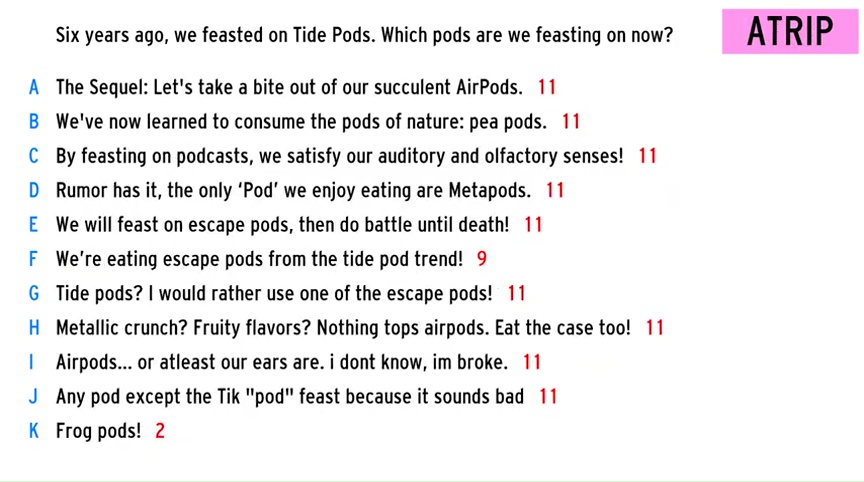 Six years ago, we feasted on Tide Pods. Which pods are we feasting on now?
ATRIP
A The Sequel: Let's take a bite out of our succulent AirPods. 11
B We've now learned to consume the pods of nature: pea pods. 11
C By feasting on podcasts, we satisfy our auditory and olfactory senses! 11
D Rumor has it, the only ‘Pod’ we enjoy eating are Metapods. 11
E We will feast on escape pods, then do battle until death! 11
F We’re eating escape pods from the tide pod trend! 9
G Tide pods? I would rather use one of the escape pods! 11
H Metallic crunch? Fruity flavors? Nothing tops airpods. Eat the case too! 11
I Airpods... or atleast our ears are. i dont know, im broke. 11
J Any pod except the Tik "pod" feast because it sounds bad 11
K Frog pods! 2